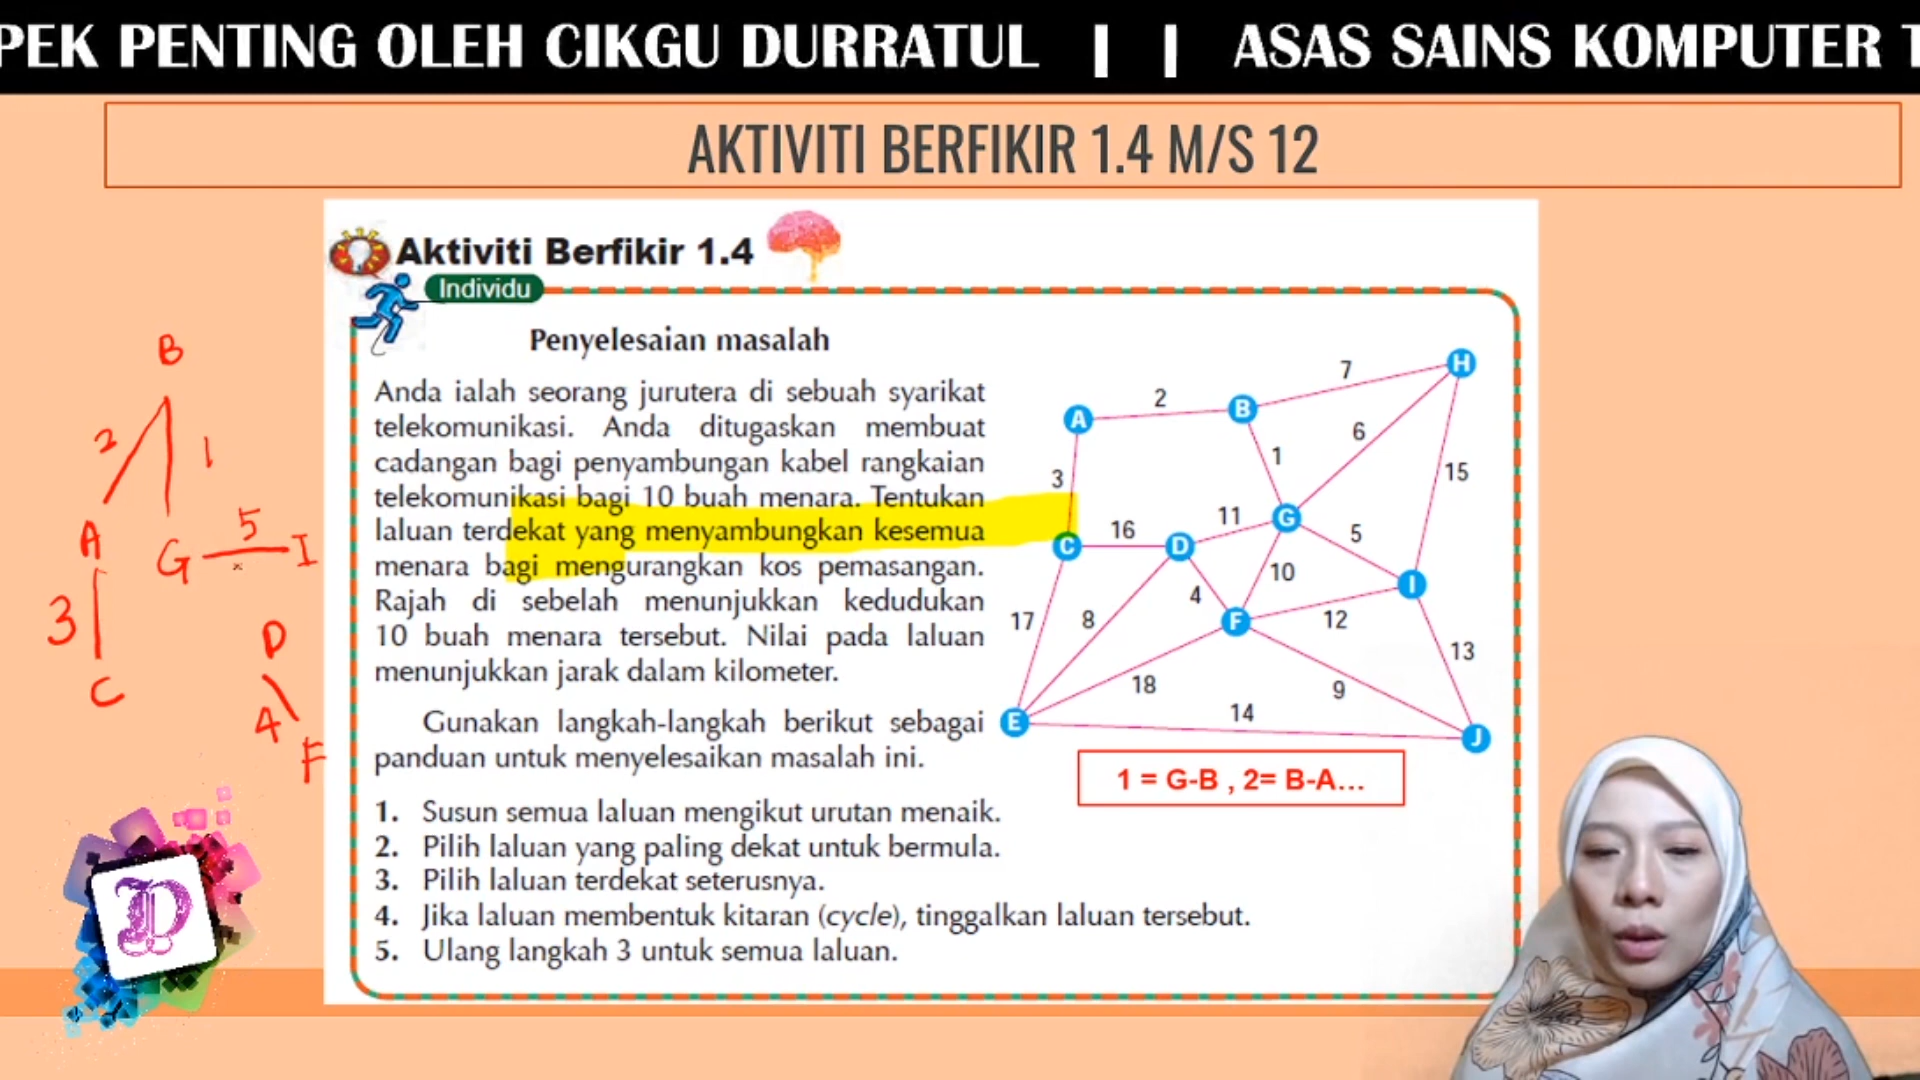 PEK PENTING OLEH CIKGU DURRATUL | | ASAS SAINS KOMPUTER T
AKTIVITI BERFIKIR 1.4 M/S 12
Aktiviti Berfikir 1.4
Individu
Penyelesaian masalah
Anda ialah seorang jurutera di sebuah syarikat
telekomunikasi. Anda ditugaskan membuat
cadangan bagi penyambungan kabel rangkaian
telekomunikasi bagi 10 buah menara. Tentukan
laluan terdekat yang menyambungkan kesemua
menara bagi mengurangkan kos pemasangan.
Rajah di sebelah menunjukkan kedudukan
10 buah menara tersebut. Nilai pada laluan
menunjukkan jarak dalam kilometer.
Gunakan langkah-langkah berikut sebagai
panduan untuk menyelesaikan masalah ini.
1. Susun semua laluan mengikut urutan menaik.
2. Pilih laluan yang paling dekat untuk bermula.
3. Pilih laluan terdekat seterusnya.
4. Jika laluan membentuk kitaran (cycle), tinggalkan laluan tersebut.
5. Ulang langkah 3 untuk semua laluan.
H
7
A 2 B
6
1
3
15
C 16 D 11 G 5
10
I
4
17 8 F 12
13
18 9
E 14 J
1 = G-B , 2= B-A...
B
2 1
A G 5 I
3 D
C 4
F
P